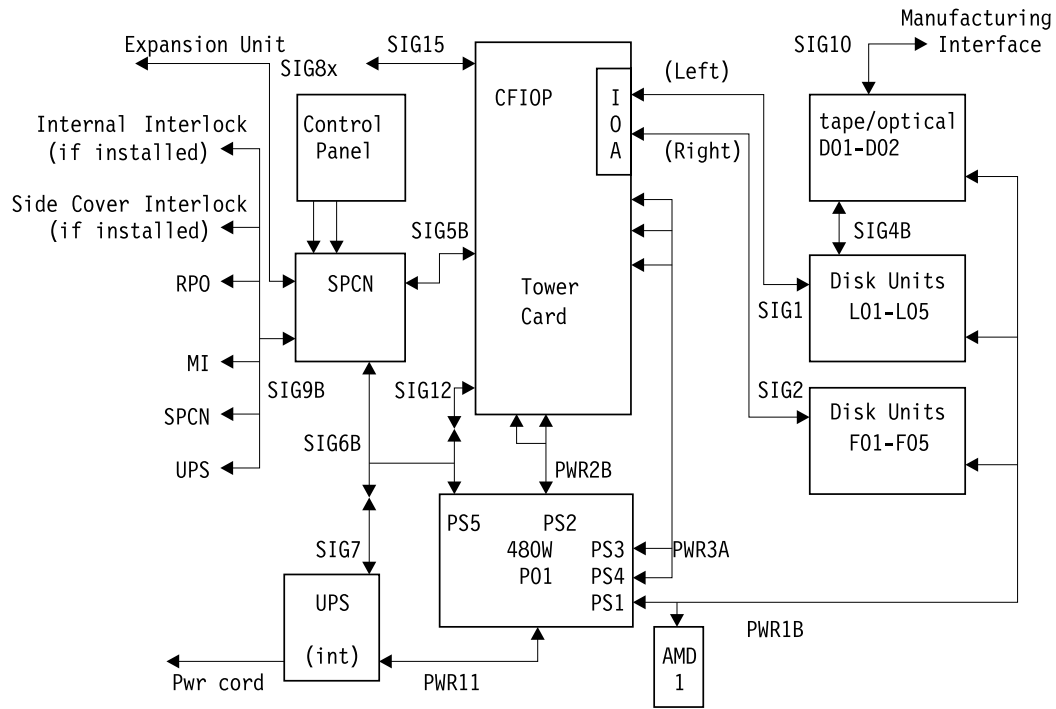 Manufacturing
Interface
SIG10
Expansion Unit
SIG8x
SIG15
CFIOP
I
O
A
(Left)
(Right)
tape/optical
D01-D02
Internal Interlock
(if installed)
Control
Panel
Side Cover Interlock
(if installed)
SIG5B
SIG4B
RPO
SPCN
Tower
Card
SIG1
Disk Units
L01-L05
MI
SIG9B
SIG12
SIG2
Disk Units
F01-F05
SPCN
SIG6B
UPS
PWR2B
PS5
PS2
480W
P01
PS3
PS4
PS1
PWR3A
SIG7
UPS
(int)
PWR1B
AMD
1
Pwr cord
PWR11